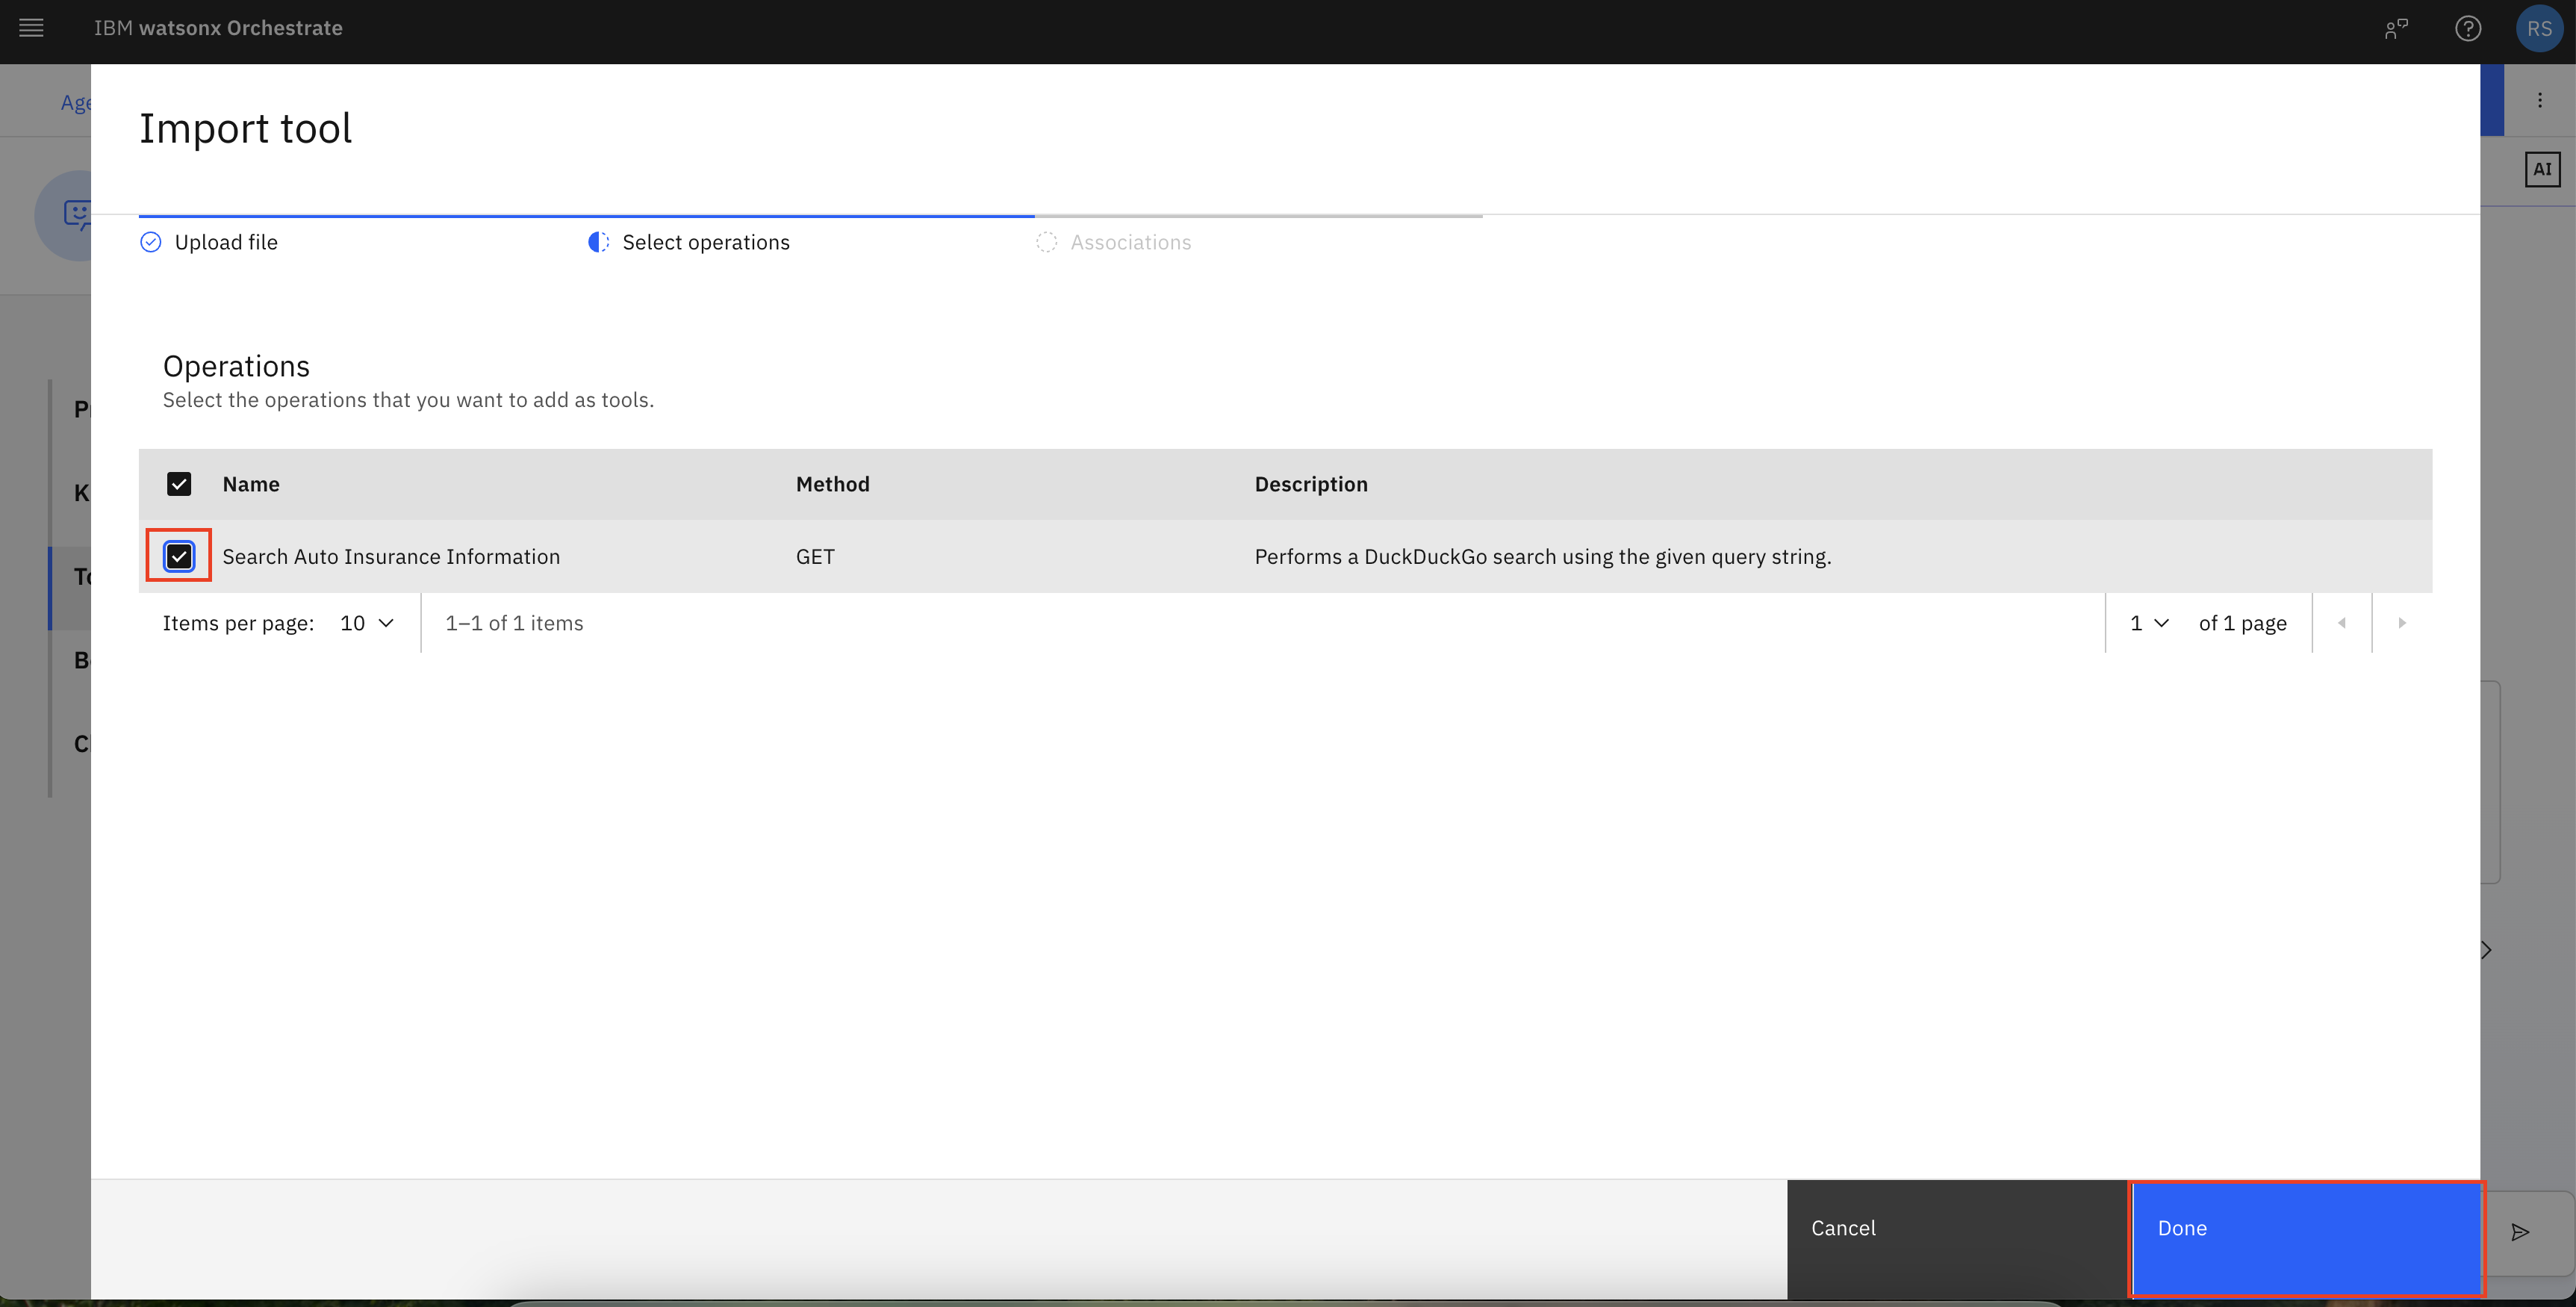 IBM watsonx Orchestrate
RS
Age
AI
Import tool
Upload file
Select operations
Associations
Operations
Select the operations that you want to add as tools.
Name Method Description
Search Auto Insurance Information GET Performs a DuckDuckGo search using the given query string.
Items per page: 10 1–1 of 1 items 1 of 1 page
K
Cancel
Done